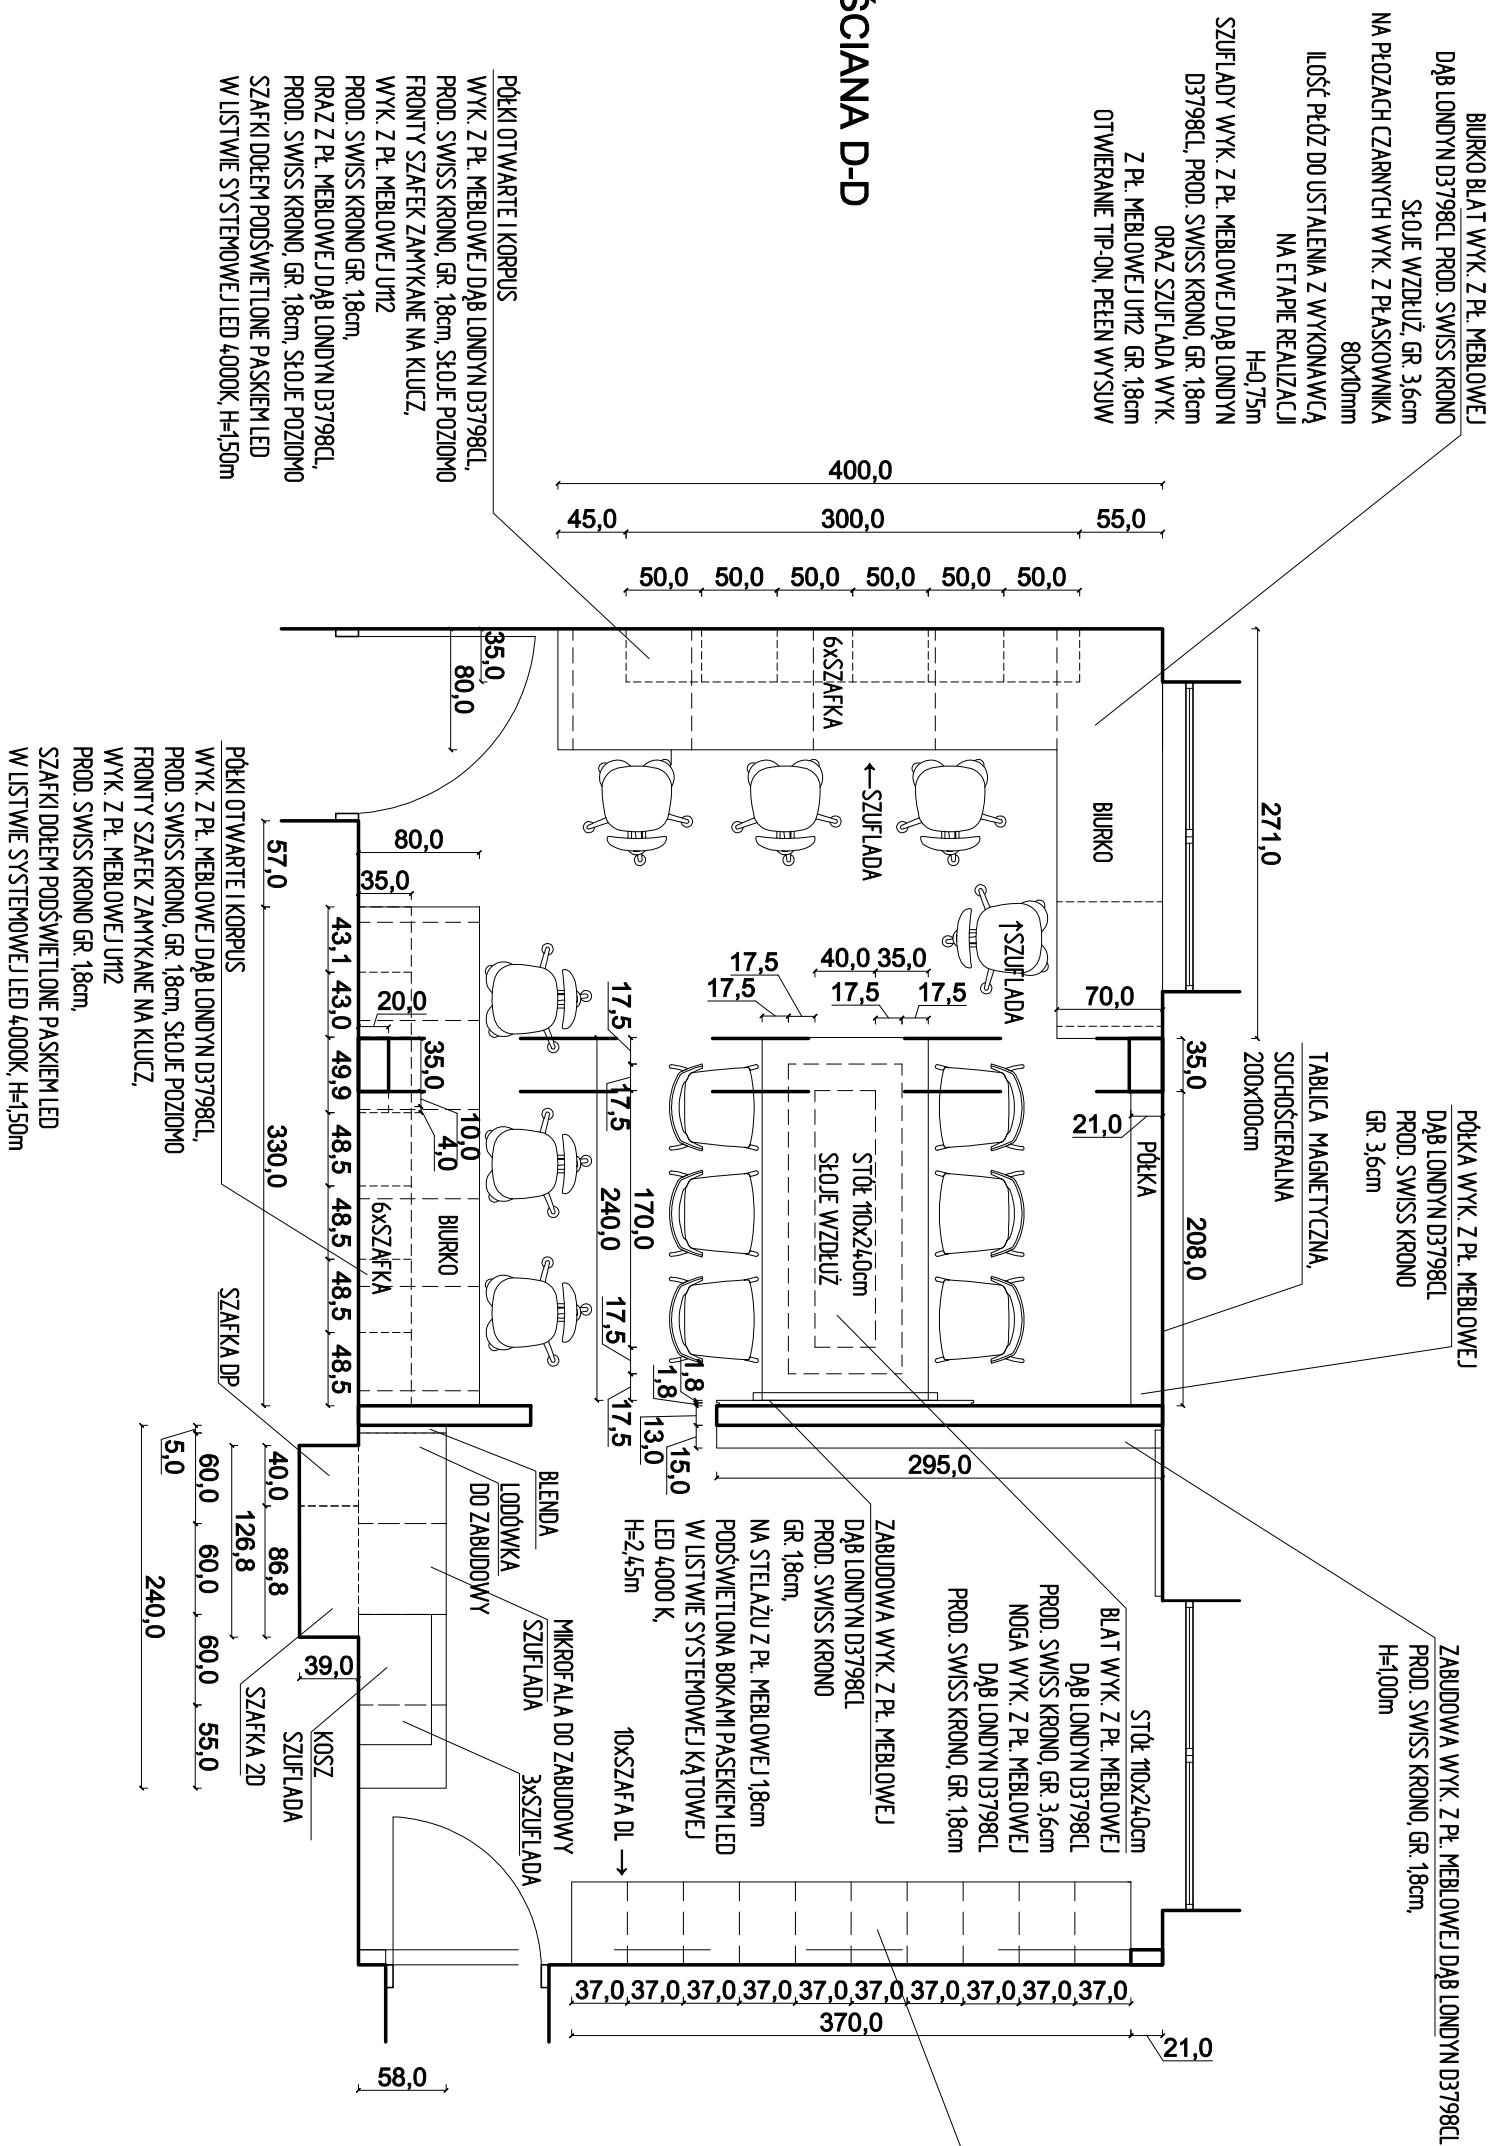 BIURKO BLAT WYK. Z PŁ. MEBLOWEJ
DĄB LONDYN D3798CL PROD. SWISS KRONO
SŁOJE WZDŁUŻ, GR. 3,6cm
NA PŁOZACH CZARNYCH WYK. Z PŁASKOWNIKA
80x10mm
ILOŚĆ PŁÓZ DO USTALENIA Z WYKONAWCĄ
NA ETAPIE REALIZACJI
H=0,75m
SZUFLADY WYK. Z PŁ. MEBLOWEJ DĄB LONDYN
D3798CL, PROD. SWISS KRONO, GR. 1,8cm
ORAZ SZUFLADA WYK.
Z PŁ. MEBLOWEJ U112 GR. 1,8cm
OTWIERANIE TIP-ON, PEŁEN WYSUW
ŚCIANA D-D
PÓŁKI OTWARTE I KORPUS
WYK. Z PŁ. MEBLOWEJ DĄB LONDYN D3798CL,
PROD. SWISS KRONO, GR. 1,8cm, SŁOJE POZIOMO
FRONTY SZAFEK ZAMYKANE NA KLUCZ,
WYK. Z PŁ. MEBLOWEJ U112
PROD. SWISS KRONO GR. 1,8cm,
ORAZ Z PŁ. MEBLOWEJ DĄB LONDYN D3798CL,
PROD. SWISS KRONO, GR. 1,8cm, SŁOJE POZIOMO
SZAFKI DOŁEM PODŚWIETLONE PASKIEM LED
W LISTWIE SYSTEMOWEJ LED 4000K, H=1,50m
400,0
45,0
300,0
55,0
50,0
50,0
50,0
50,0
50,0
50,0
35,0
80,0
6xSZAFKA
←SZUFLADA
BIURKO
↑SZUFLADA
271,0
70,0
35,0
21,0
PÓŁKA
208,0
TABLICA MAGNETYCZNA,
SUCHOŚCIERALNA
200x100cm
PÓŁKA WYK. Z PŁ. MEBLOWEJ
DĄB LONDYN D3798CL
PROD. SWISS KRONO
GR. 3,6cm
17,5
17,5
40,0
35,0
17,5
17,5
STÓŁ 110x240cm
SŁOJE WZDŁUŻ
17,5
17,5
170,0
240,0
17,5
17,5
1,8
1,8
13,0
15,0
295,0
57,0
80,0
35,0
43,1
43,0
49,9
48,5
48,5
48,5
48,5
20,0
35,0
10,0
4,0
330,0
BIURKO
6xSZAFKA
PÓŁKI OTWARTE I KORPUS
WYK. Z PŁ. MEBLOWEJ DĄB LONDYN D3798CL,
PROD. SWISS KRONO, GR. 1,8cm, SŁOJE POZIOMO
FRONTY SZAFEK ZAMYKANE NA KLUCZ,
WYK. Z PŁ. MEBLOWEJ U112
PROD. SWISS KRONO GR. 1,8cm,
SZAFKI DOŁEM PODŚWIETLONE PASKIEM LED
W LISTWIE SYSTEMOWEJ LED 4000K, H=1,50m
SZAFKA DP
BLENDA
LODÓWKA
DO ZABUDOWY
MIKROFALA DO ZABUDOWY
SZUFLADA
3xSZUFLADA
KOSZ
SZUFLADA
SZAFKA 2D
40,0
86,8
126,8
39,0
5,0
60,0
60,0
60,0
55,0
240,0
ZABUDOWA WYK. Z PŁ. MEBLOWEJ
DĄB LONDYN D3798CL
PROD. SWISS KRONO
GR. 1,8cm,
NA STELAŻU Z PŁ. MEBLOWEJ 1,8cm
PODŚWIETLONA BOKAMI PASEKIEM LED
W LISTWIE SYSTEMOWEJ KĄTOWEJ
LED 4000 K,
H=2,45m
STÓŁ 110x240cm
BLAT WYK. Z PŁ. MEBLOWEJ
DĄB LONDYN D3798CL
PROD. SWISS KRONO, GR. 3,6cm
NOGA WYK. Z PŁ. MEBLOWEJ
DĄB LONDYN D3798CL
PROD. SWISS KRONO, GR. 1,8cm
ZABUDOWA WYK. Z PŁ. MEBLOWEJ DĄB LONDYN D3798CL
PROD. SWISS KRONO, GR. 1,8cm,
H=1,00m
10xSZAFA DL →
37,0
37,0
37,0
37,0
37,0
37,0
37,0
37,0
37,0
37,0
370,0
21,0
58,0